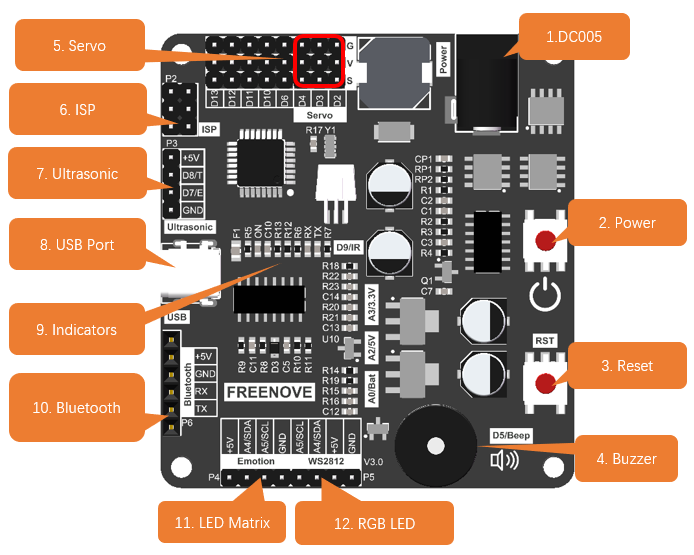 1.DC005
5. Servo
G
V
S
Power
P2
D13
D12
D11
D10
D6
D4
D3
D2
Servo
6. ISP
ISP
R17 Y1
P3
+5V
D8/T
D7/E
GND
Ultrasonic
7. Ultrasonic
CP1
RP1
RP2
R1
C2
C1
R2
R3
C3
R4
Q1
C7
2. Power
8. USB Port
USB
F1
R5
ON
C10
R13
R12
R6
RX
TX
R7
D9/IR
R18
R22
R23
C14
R20
R21
C13
U10
A3/3.3V
A2/5V
A0/Bat
9. Indicators
RST
3. Reset
R9
C11
R8
D3
C5
R10
R11
R14
R19
R15
R16
C12
FREENOVE
Bluetooth
+5V
GND
RX
TX
P6
10. Bluetooth
D5/Beep
4. Buzzer
+5V
A4/SDA
A5/SCL
GND
A5/SCL
A4/SDA
+5V
GND
Emotion
WS2812
V3.0
P4
P5
11. LED Matrix
12. RGB LED